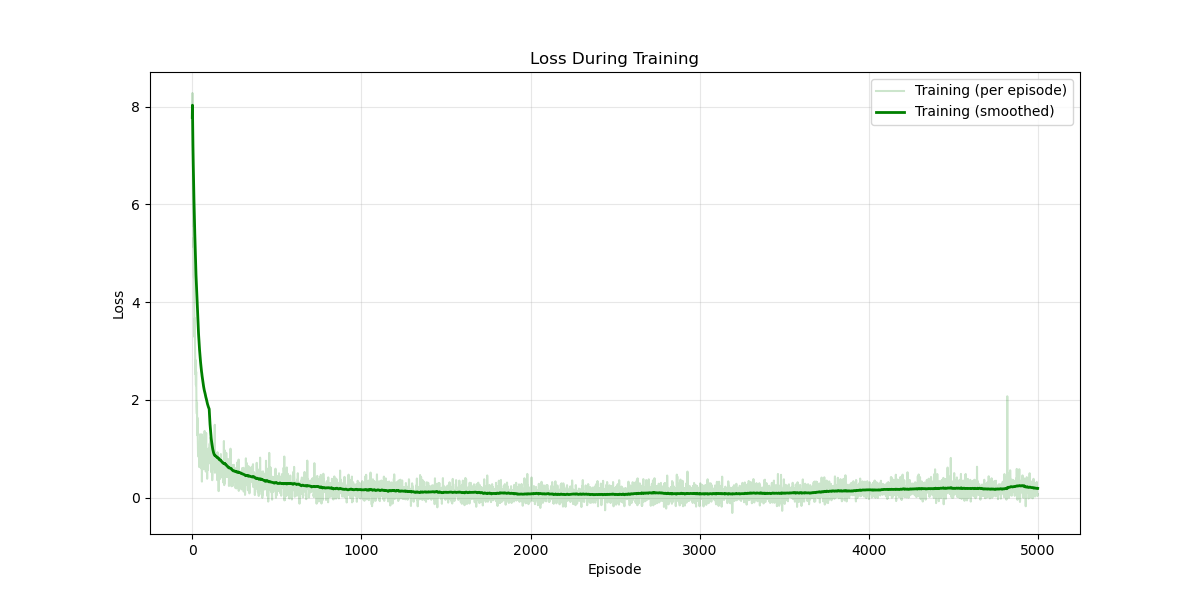 Loss During Training
Training (per episode)
Training (smoothed)
8
6
4
2
0
Loss
0 1000 2000 3000 4000 5000
Episode